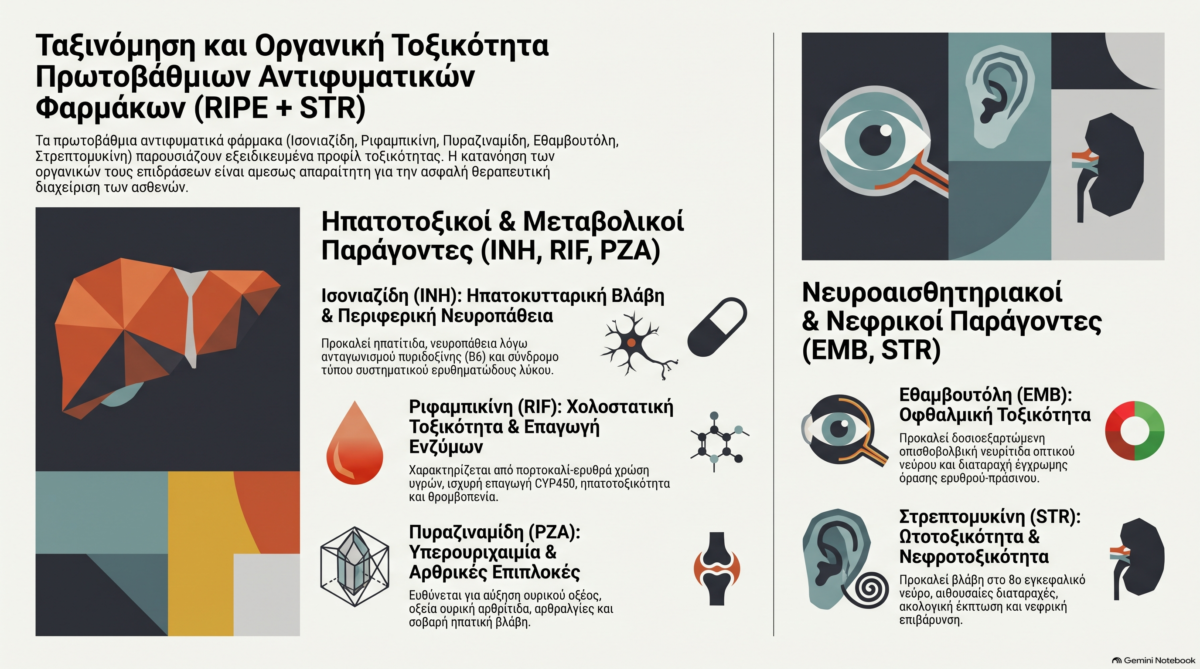 Ταξινόμηση και Οργανική Τοξικότητα
Πρωτοβάθμιων Αντιφυματικών
Φαρμάκων (RIPE + STR)
Τα πρωτοβάθμια αντιφυματικά φάρμακα (Ισονιαζίδη, Ριφαμπικίνη, Πυραζιναμίδη, Εθαμβουτόλη,
Στρεπτομυκίνη) παρουσιάζουν εξειδικευμένα προφίλ τοξικότητας. Η κατανόηση των
οργανικών τους επιδράσεων είναι αμεσως απαραίτητη για την ασφαλή θεραπευτική
διαχείριση των ασθενών.
Ηπατοτοξικοί & Μεταβολικοί
Παράγοντες (INH, RIF, PZA)
Ισονιαζίδη (INH): Ηπατοκυτταρική Βλάβη
& Περιφερική Νευροπάθεια
Προκαλεί ηπατίτιδα, νευροπάθεια λόγω
ανταγωνισμού πυριδοξίνης (B6) και σύνδρομο
τύπου συστηματικού ερυθηματώδους λύκου.
Ριφαμπικίνη (RIF): Χολοστατική
Τοξικότητα & Επαγωγή
Ενζύμων
Χαρακτηρίζεται από πορτοκαλί-ερυθρά χρώση
υγρών, ισχυρή επαγωγή CYP450, ηπατοτοξικότητα
και θρομβοπενία.
Πυραζιναμίδη (PZA):
Υπερουριχαιμία &
Αρθρικές Επιπλοκές
Ευθύνεται για αύξηση ουρικού οξέος,
οξεία ουρική αρθρίτιδα, αρθραλγίες και
σοβαρή ηπατική βλάβη.
Νευροαισθητηριακοί
& Νεφρικοί Παράγοντες
(EMB, STR)
Εθαμβουτόλη (EMB):
Οφθαλμική Τοξικότητα
Προκαλεί δοσιοεξαρτώμενη
οπισθοβολβική νευρίτιδα οπτικού
νεύρου και διαταραχή έγχρωμης
όρασης ερυθρού-πράσινου.
Στρεπτομυκίνη (STR):
Ωτοτοξικότητα &
Νεφροτοξικότητα
Προκαλεί βλάβη στο 8ο εγκεφαλικό
νεύρο, αιθουσαίες διαταραχές,
ακολογική έκπτωση και νεφρική
επιβάρυνση.
Gemini Notebook